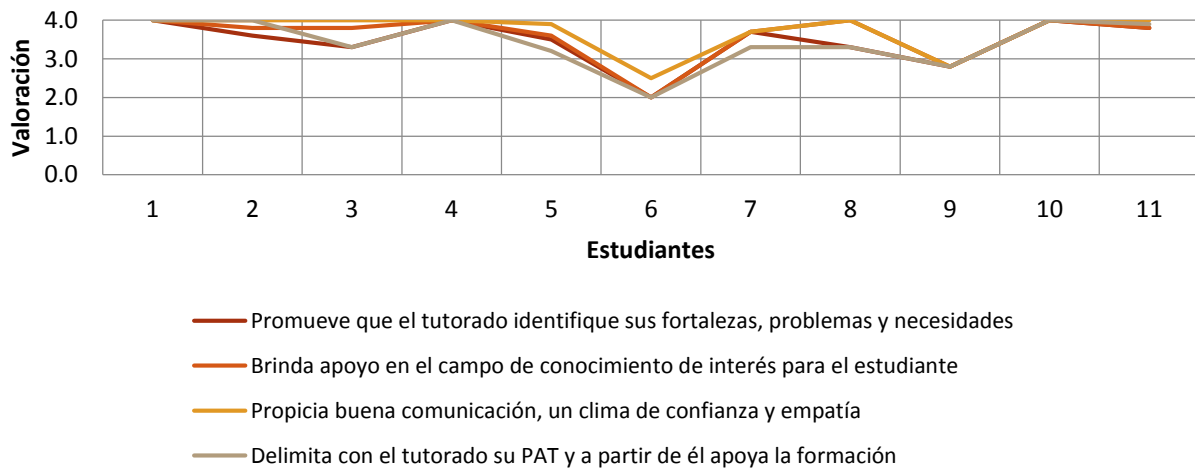 4.0
3.0
2.0
1.0
0.0
Valoración
1 2 3 4 5 6 7 8 9 10 11
Estudiantes
Promueve que el tutorado identifique sus fortalezas, problemas y necesidades
Brinda apoyo en el campo de conocimiento de interés para el estudiante
Propicia buena comunicación, un clima de confianza y empatía
Delimita con el tutorado su PAT y a partir de él apoya la formación